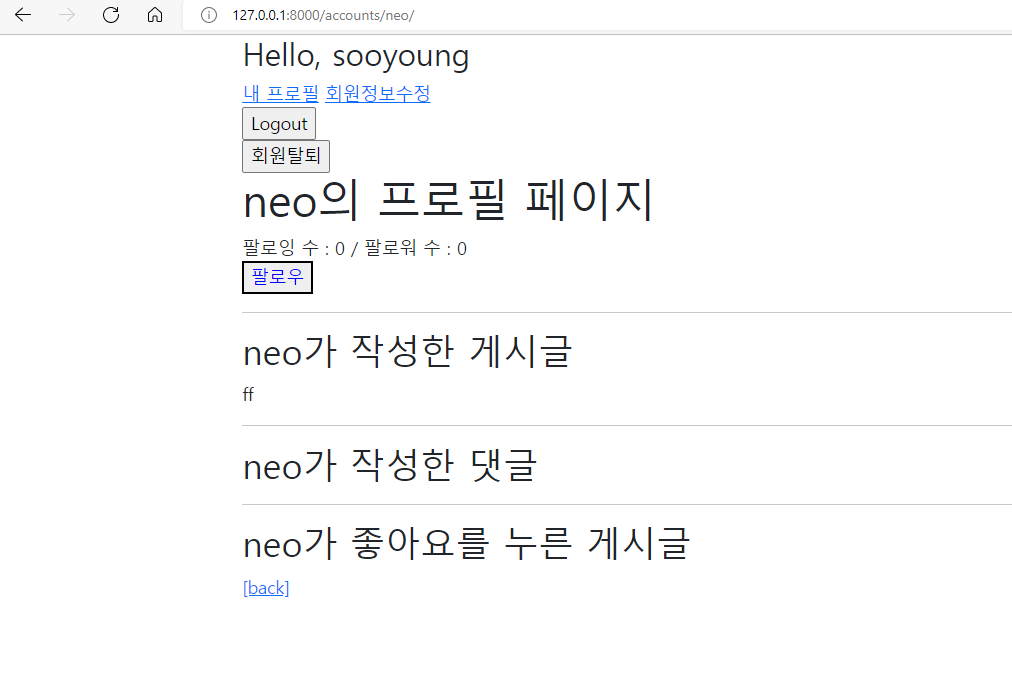 127.0.0.1:8000/accounts/neo/
Hello, sooyoung
내 프로필 회원정보수정
Logout
회원탈퇴
neo의 프로필 페이지
팔로잉 수 : 0 / 팔로워 수 : 0
팔로우
neo가 작성한 게시글
ff
neo가 작성한 댓글
neo가 좋아요를 누른 게시글
[back]